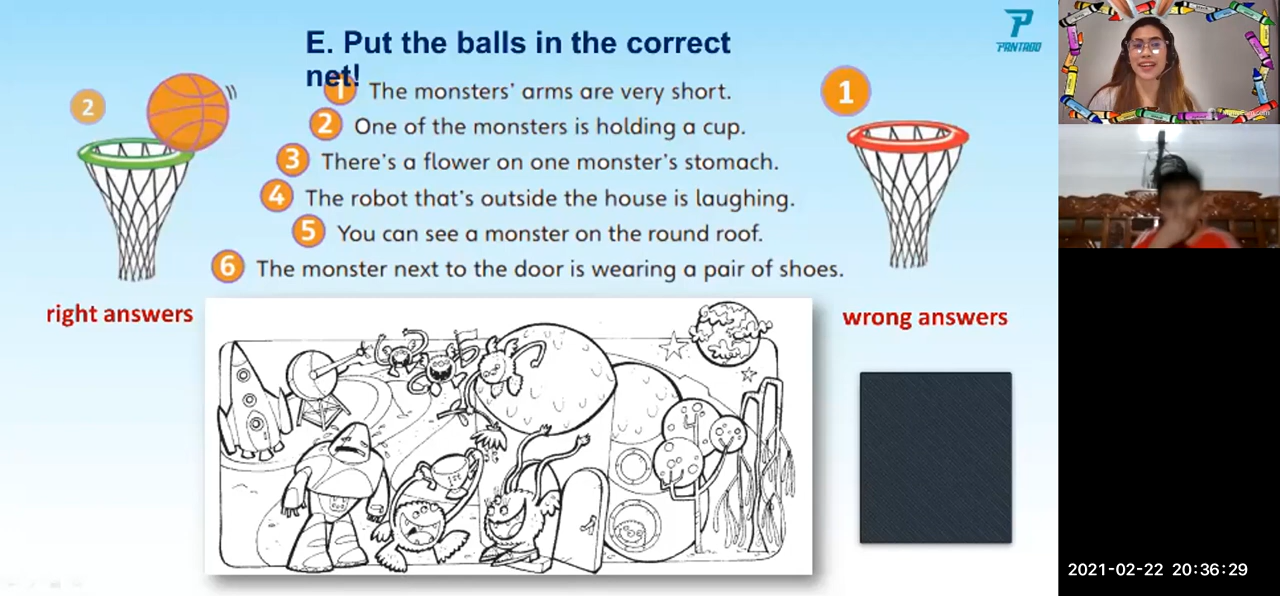 E. Put the balls in the correct
net!
PANTADO
2
1 The monsters' arms are very short.
1
2 One of the monsters is holding a cup.
3 There's a flower on one monster's stomach.
4 The robot that's outside the house is laughing.
5 You can see a monster on the round roof.
6 The monster next to the door is wearing a pair of shoes.
right answers
wrong answers
2021-02-22 20:36:29